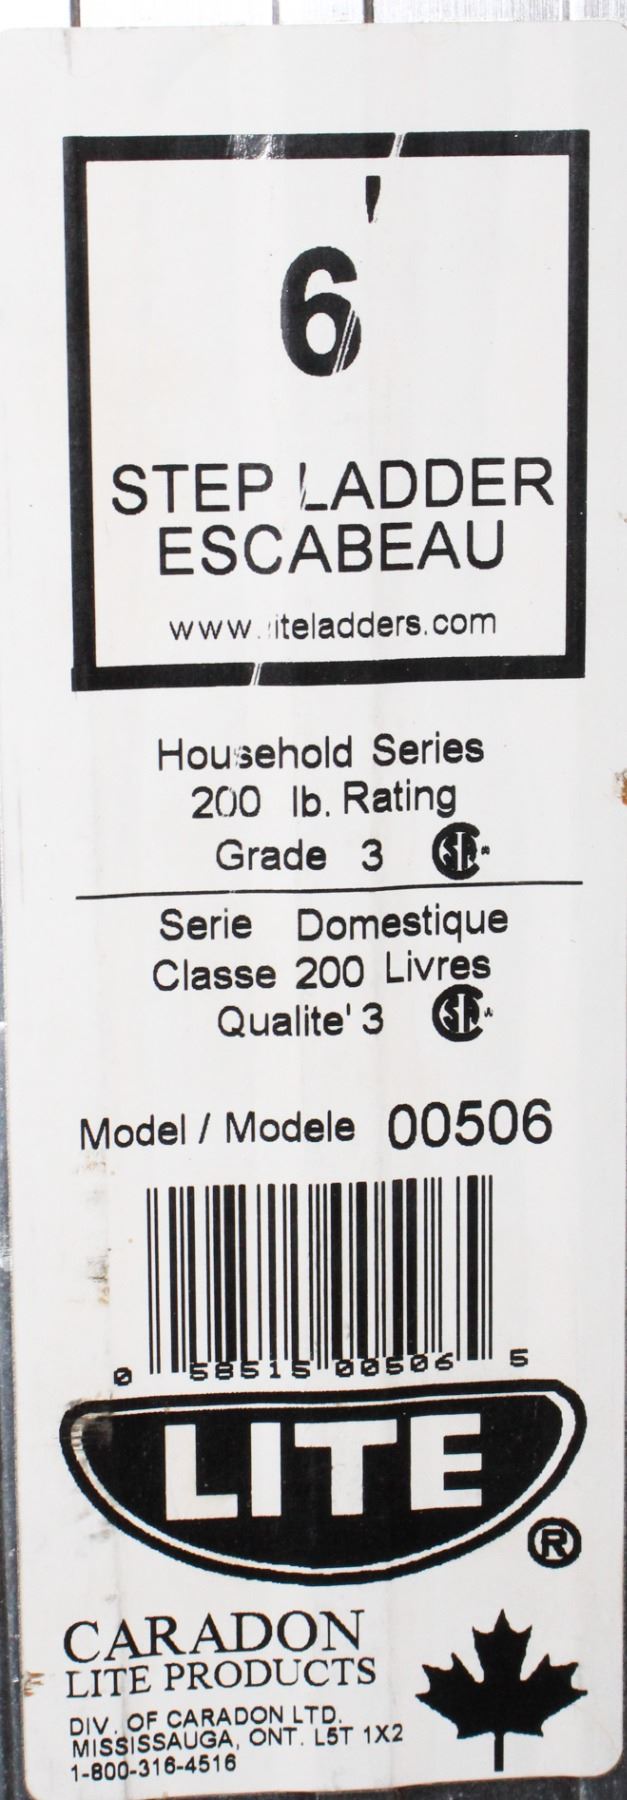 6'
STEP LADDER
ESCABEAU
www.liteladders.com
Household Series
200 lb. Rating
Grade 3 CSA
Serie Domestique
Classe 200 Livres
Qualite' 3 CSA
Model / Modele 00506
0 58515 00506 5
LITE®
CARADON
LITE PRODUCTS
DIV. OF CARADON LTD.
MISSISSAUGA, ONT. L5T 1X2
1-800-316-4516